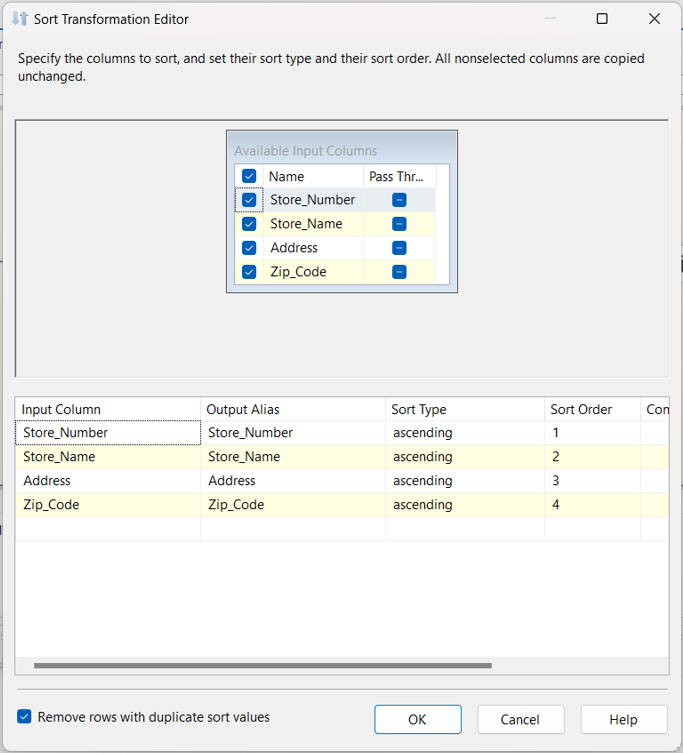 Sort Transformation Editor
Specify the columns to sort, and set their sort type and their sort order. All nonselected columns are copied
unchanged.
Available Input Columns
Name Pass Thr...
Store_Number
Store_Name
Address
Zip_Code
Input Column Output Alias Sort Type Sort Order Con
Store_Number Store_Number ascending 1
Store_Name Store_Name ascending 2
Address Address ascending 3
Zip_Code Zip_Code ascending 4
Remove rows with duplicate sort values OK Cancel Help